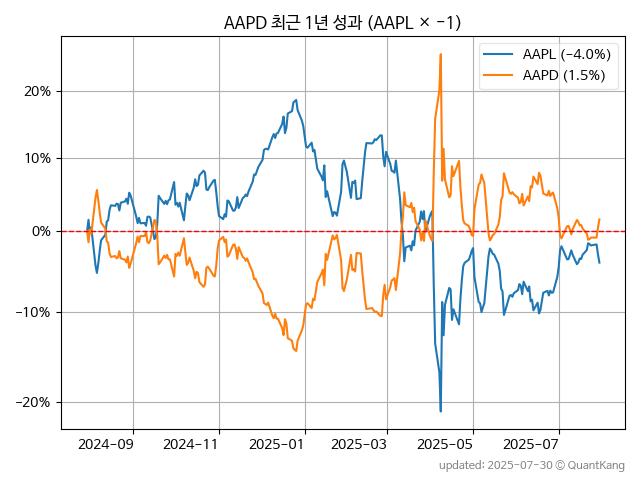 AAPD 최근 1년 성과 (AAPL × −1)
AAPL (−4.0%)
AAPD (1.5%)
20%
10%
0%
−10%
−20%
2024−09
2024−11
2025−01
2025−03
2025−05
2025−07
updated: 2025-07-30 © QuantKang